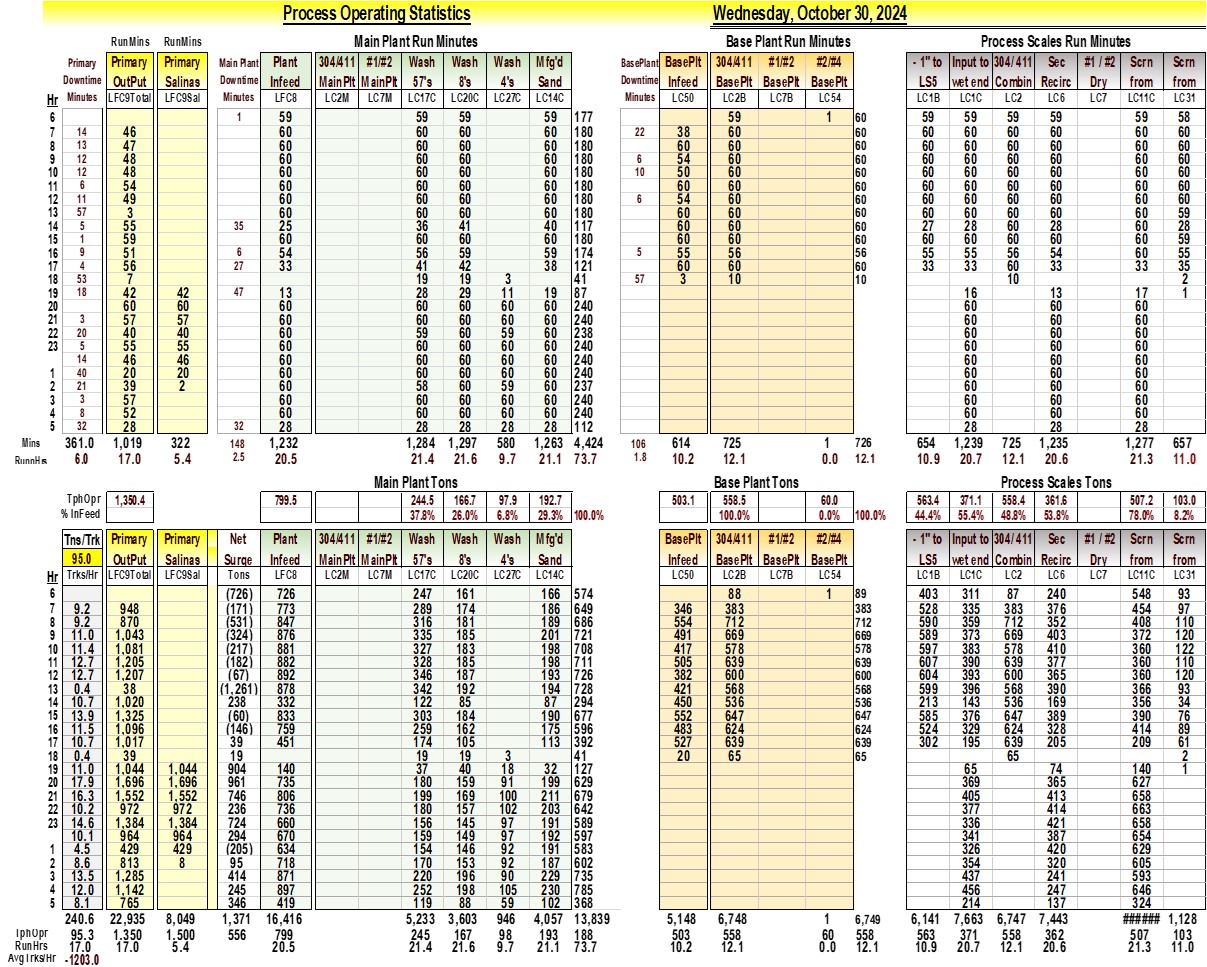 Process Operating Statistics Wednesday, October 30, 2024
RunMins RunMins Main Plant Run Minutes Base Plant Run Minutes Process Scales Run Minutes
Primary Primary Primary Main Plant Plant 304/411 #1/#2 Wash Wash Wash Mfg'd BasePlant BasePlt 304/411 #1/#2 #2/#4 - 1" to Input to 304/411 Sec #1 / #2 Scrn Scrn
Downtime OutPut Salinas Downtime Infeed MainPlt MainPlt 57's 8's 4's Sand Downtime Infeed BasePlt BasePlt BasePlt LS5 wet end Combin Recirc Dry from from
Hr Minutes LFC9Total LFC9Sal Minutes LFC8 LC2M LC7M LC17C LC20C LC27C LC14C Minutes LC50 LC2B LC7B LC54 LC1B LC1C LC2 LC6 LC7 LC11C LC31
6 1 59 59 59 59 177 59 1 60 59 59 59 59 59 58
7 14 46 60 60 60 60 180 22 38 60 60 60 60 60 60 60 60
8 13 47 60 60 60 60 180 60 60 60 60 60 60 60 60 60
9 12 48 60 60 60 60 180 6 54 60 60 60 60 60 60 60 60
10 12 48 60 60 60 60 180 10 50 60 60 60 60 60 60 60 60
11 6 54 60 60 60 60 180 60 60 60 60 60 60 60 60 60
12 11 49 60 60 60 60 180 6 54 60 60 60 60 60 60 60 60
13 57 3 60 60 60 60 180 60 60 60 60 60 60 60 60 59
14 5 55 35 25 36 41 40 117 60 60 60 27 28 60 28 60 28
15 1 59 60 60 60 60 180 60 60 60 60 60 60 60 60 59
16 9 51 6 54 56 59 59 174 5 55 56 56 55 55 56 54 60 55
17 4 56 27 33 41 42 38 121 60 60 60 33 33 60 33 33 35
18 53 7 19 19 3 41 57 3 10 10 10 2
19 18 42 42 47 13 28 29 11 19 87 16 13 17 1
20 60 60 60 60 60 60 60 240 60 60 60
21 3 57 57 60 60 60 60 60 240 60 60 60
22 20 40 40 60 59 60 59 60 238 60 60 60
23 5 55 55 60 60 60 60 60 240 60 60 60
14 46 46 60 60 60 60 60 240 60 60 60
1 40 20 20 60 60 60 60 60 240 60 60 60
2 21 39 2 60 58 60 59 60 237 60 60 60
3 3 57 60 60 60 60 60 240 60 60 60
4 8 52 60 60 60 60 60 240 60 60 60
5 32 28 32 28 28 28 28 28 112 28 28 28
Mins 361.0 1,019 322 148 1,232 1,284 1,297 580 1,263 4,424 106 614 725 1 726 654 1,239 725 1,235 1,277 657
RunnHrs 6.0 17.0 5.4 2.5 20.5 21.4 21.6 9.7 21.1 73.7 1.8 10.2 12.1 0.0 12.1 10.9 20.7 12.1 20.6 21.3 11.0
Main Plant Tons Base Plant Tons Process Scales Tons
TphOpr 1,350.4 799.5 244.5 166.7 97.9 192.7 503.1 558.5 60.0 563.4 371.1 558.4 361.6 507.2 103.0
% InFeed 37.8% 26.0% 6.8% 29.3% 100.0% 100.0% 0.0% 100.0% 44.4% 55.4% 48.8% 53.8% 78.0% 8.2%
Tns/Trk Primary Primary Net Plant 304/411 #1/#2 Wash Wash Wash Mfg'd BasePlt 304/411 #1/#2 #2/#4 - 1" to Input to 304/411 Sec #1 / #2 Scrn Scrn
95.0 OutPut Salinas Surge Infeed MainPlt MainPlt 57's 8's 4's Sand Infeed BasePlt BasePlt BasePlt LS5 wet end Combin Recirc Dry from from
Hr Trks/Hr LFC9Total LFC9Sal Tons LFC8 LC2M LC7M LC17C LC20C LC27C LC14C LC50 LC2B LC7B LC54 LC1B LC1C LC2 LC6 LC7 LC11C LC31
6 (726) 726 247 161 166 574 88 1 89 403 311 87 240 548 93
7 9.2 948 (171) 773 289 174 186 649 346 383 383 528 335 383 376 454 97
8 9.2 870 (531) 847 316 181 189 686 554 712 712 590 359 712 352 408 110
9 11.0 1,043 (324) 876 335 185 201 721 491 669 669 589 373 669 403 372 120
10 11.4 1,081 (217) 881 327 183 198 708 417 578 578 597 383 578 410 360 122
11 12.7 1,205 (182) 882 328 185 198 711 505 639 639 607 390 639 377 360 110
12 12.7 1,207 (67) 892 346 187 193 726 382 600 600 604 393 600 365 360 120
13 0.4 38 (1,261) 878 342 192 194 728 421 568 568 599 396 568 390 366 93
14 10.7 1,020 238 332 122 85 87 294 450 536 536 213 143 536 169 356 34
15 13.9 1,325 (60) 833 303 184 190 677 552 647 647 585 376 647 389 390 76
16 11.5 1,096 (146) 759 259 162 175 596 483 624 624 524 329 624 328 414 89
17 10.7 1,017 39 451 174 105 113 392 527 639 639 302 195 639 205 209 61
18 0.4 39 19 19 19 3 41 20 65 65 65 2
19 11.0 1,044 1,044 904 140 37 40 18 32 127 65 74 140 1
20 17.9 1,696 1,696 961 735 180 159 91 199 629 369 365 627
21 16.3 1,552 1,552 746 806 199 169 100 211 679 405 413 658
22 10.2 972 972 236 736 180 157 102 203 642 377 414 663
23 14.6 1,384 1,384 724 660 156 145 97 191 589 336 421 658
10.1 964 964 294 670 159 149 97 192 597 341 387 654
1 4.5 429 429 (205) 634 154 146 92 191 583 326 420 629
2 8.6 813 8 95 718 170 153 92 187 602 354 320 605
3 13.5 1,285 414 871 220 196 90 229 735 437 241 593
4 12.0 1,142 245 897 252 198 105 230 785 456 247 646
5 8.1 765 346 419 119 88 59 102 368 214 137 324
240.6 22,935 8,049 1,371 16,416 5,233 3,603 946 4,057 13,839 5,148 6,748 1 6,749 6,141 7,663 6,747 7,443 ###### 1,128
TphOpr 95.3 1,350 1,500 556 799 245 167 98 193 188 503 558 60 558 563 371 558 362 507 103
RunHrs 17.0 17.0 5.4 20.5 21.4 21.6 9.7 21.1 73.7 10.2 12.1 0.0 12.1 10.9 20.7 12.1 20.6 21.3 11.0
AvgTrks/Hr -1203.0